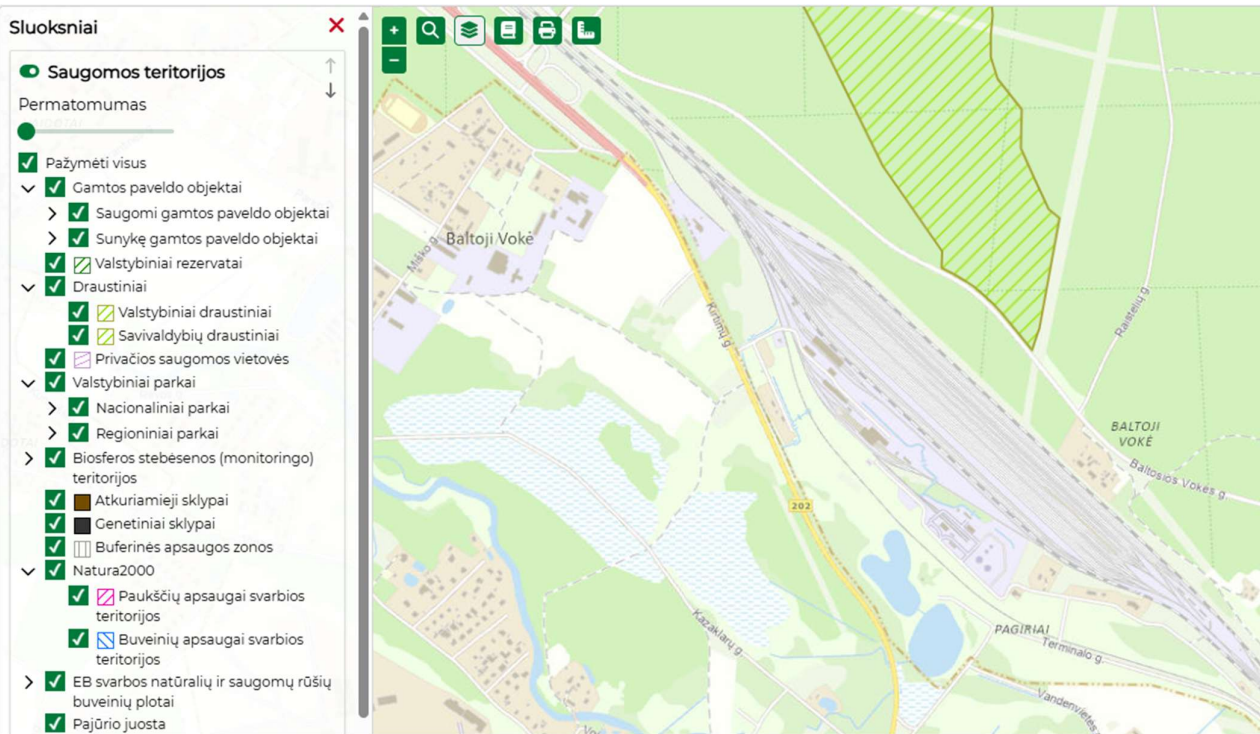 Sluoksniai
Saugomos teritorijos
Permatomumas
Pažymėti visus
Gamtos paveldo objektai
Saugomi gamtos paveldo objektai
Sunykę gamtos paveldo objektai
Valstybiniai rezervatai
Draustiniai
Valstybiniai draustiniai
Savivaldybių draustiniai
Privačios saugomos vietovės
Valstybiniai parkai
Nacionaliniai parkai
Regioniniai parkai
Biosferos stebėsenos (monitoringo)
teritorijos
Atkuriamieji sklypai
Genetiniai sklypai
Buferinės apsaugos zonos
Natura2000
Paukščių apsaugai svarbios
teritorijos
Buveinių apsaugai svarbios
teritorijos
EB svarbos natūralių ir saugomų rūšių
buveinių plotai
Pajūrio juosta
+
−
Baltoji Vokė
Miško g.
Kirtimų g.
Raistelių g.
BALTOJI
VOKĖ
Baltosios Vokės g.
202
PAGIRIAI
Terminalo g.
Kazaklarų g.
Vandenvietės